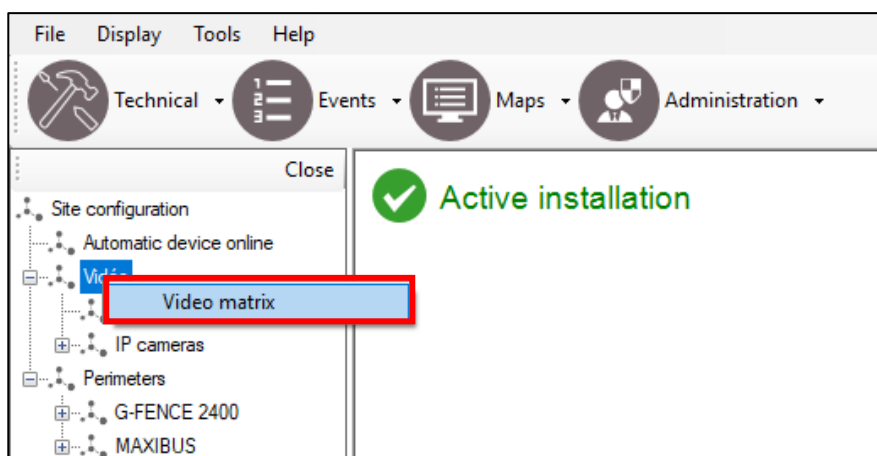 File Display Tools Help
Technical Events Maps Administration
Close
Active installation
Site configuration
Automatic device online
Video matrix
IP cameras
Perimeters
G-FENCE 2400
MAXIBUS